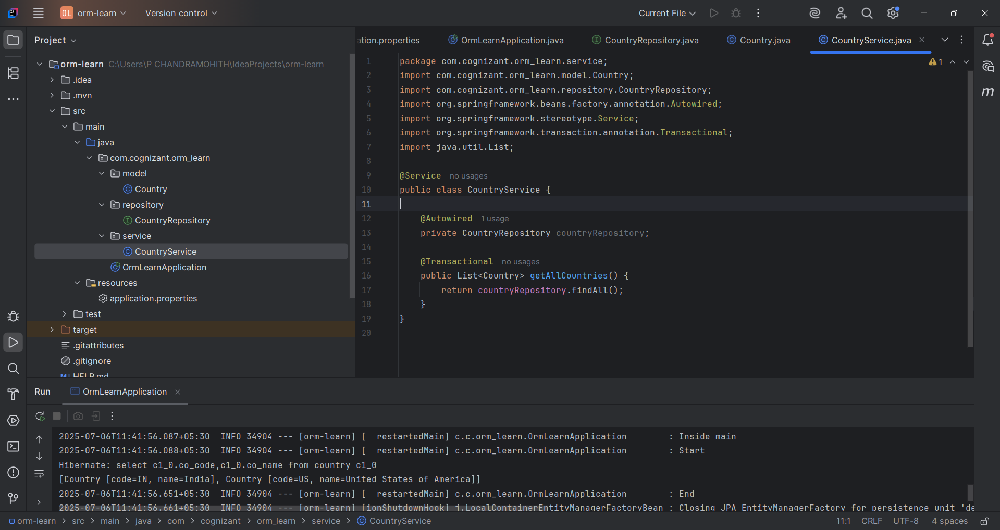 OL orm-learn Version control Current File
Project
orm-learn C:\Users\P CHANDRAMOHITH\IdeaProjects\orm-learn
.idea
.mvn
src
main
java
com.cognizant.orm_learn
model
Country
repository
CountryRepository
service
CountryService
OrmLearnApplication
resources
application.properties
test
target
.gitattributes
.gitignore
HELP.md
ation.properties OrmLearnApplication.java CountryRepository.java Country.java CountryService.java
1
1 package com.cognizant.orm_learn.service;
2 import com.cognizant.orm_learn.model.Country;
3 import com.cognizant.orm_learn.repository.CountryRepository;
4 import org.springframework.beans.factory.annotation.Autowired;
5 import org.springframework.stereotype.Service;
6 import org.springframework.transaction.annotation.Transactional;
7 import java.util.List;
8
9 @Service no usages
10 public class CountryService {
11
12 @Autowired 1 usage
13 private CountryRepository countryRepository;
14
15 @Transactional no usages
16 public List<Country> getAllCountries() {
17 return countryRepository.findAll();
18 }
19 }
20
m
Run OrmLearnApplication
2025-07-06T11:41:56.087+05:30 INFO 34904 --- [orm-learn] [ restartedMain] c.c.orm_learn.OrmLearnApplication : Inside main
2025-07-06T11:41:56.088+05:30 INFO 34904 --- [orm-learn] [ restartedMain] c.c.orm_learn.OrmLearnApplication : Start
Hibernate: select c1_0.co_code,c1_0.co_name from country c1_0
[Country [code=IN, name=India], Country [code=US, name=United States of America]]
2025-07-06T11:41:56.651+05:30 INFO 34904 --- [orm-learn] [ restartedMain] c.c.orm_learn.OrmLearnApplication : End
2025-07-06T11:41:56.661+05:30 INFO 34904 --- [orm-learn] [ionShutdownHook] j.LocalContainerEntityManagerFactoryBean : Closing JPA EntityManagerFactory for persistence unit 'de
orm-learn > src > main > java > com > cognizant > orm_learn > service > CountryService 11:1 CRLF UTF-8 4 spaces